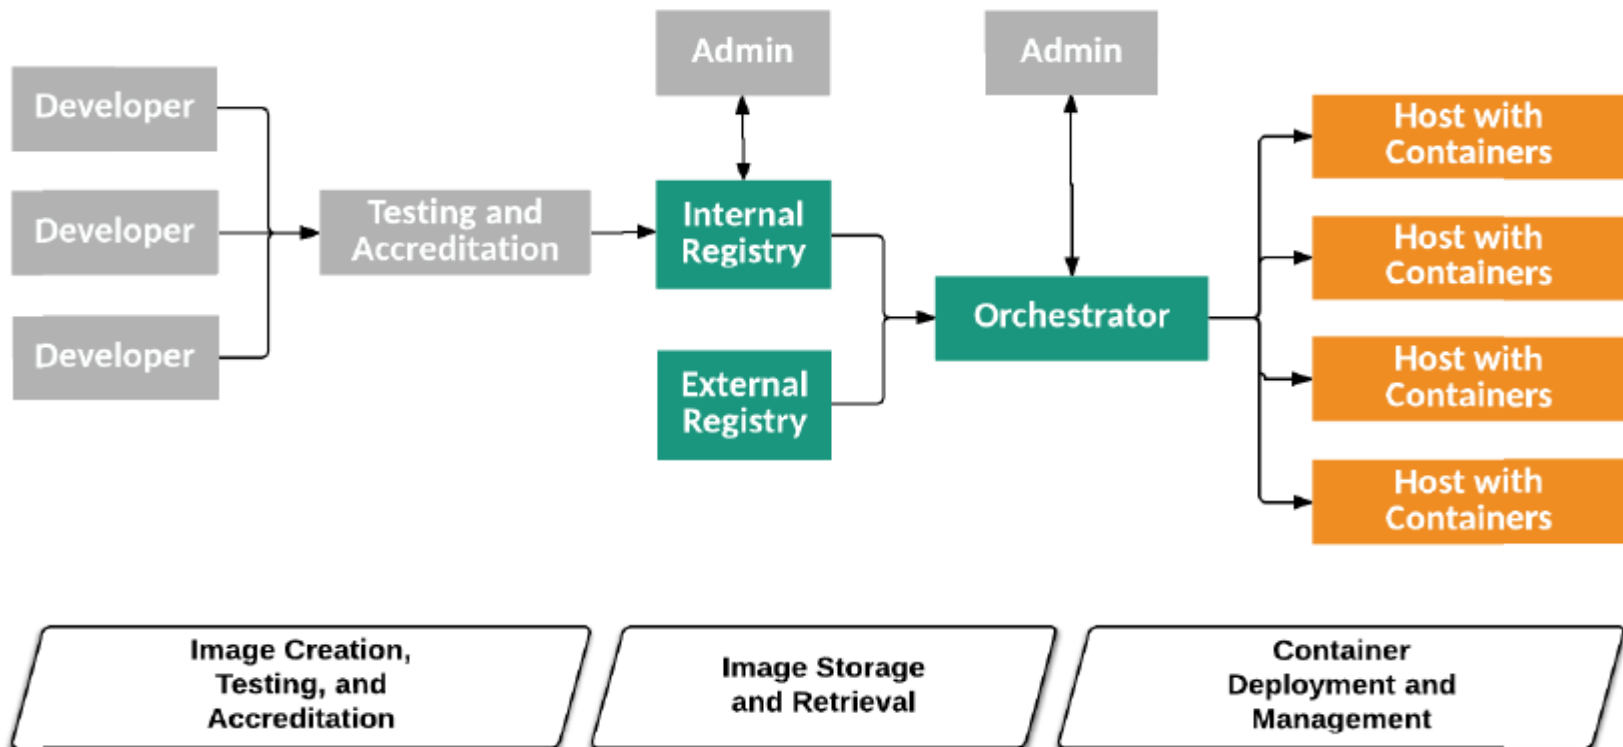 Admin
Admin
Developer
Developer
Developer
Testing and
Accreditation
Internal
Registry
External
Registry
Orchestrator
Host with
Containers
Host with
Containers
Host with
Containers
Host with
Containers
Image Creation,
Testing, and
Accreditation
Image Storage
and Retrieval
Container
Deployment and
Management